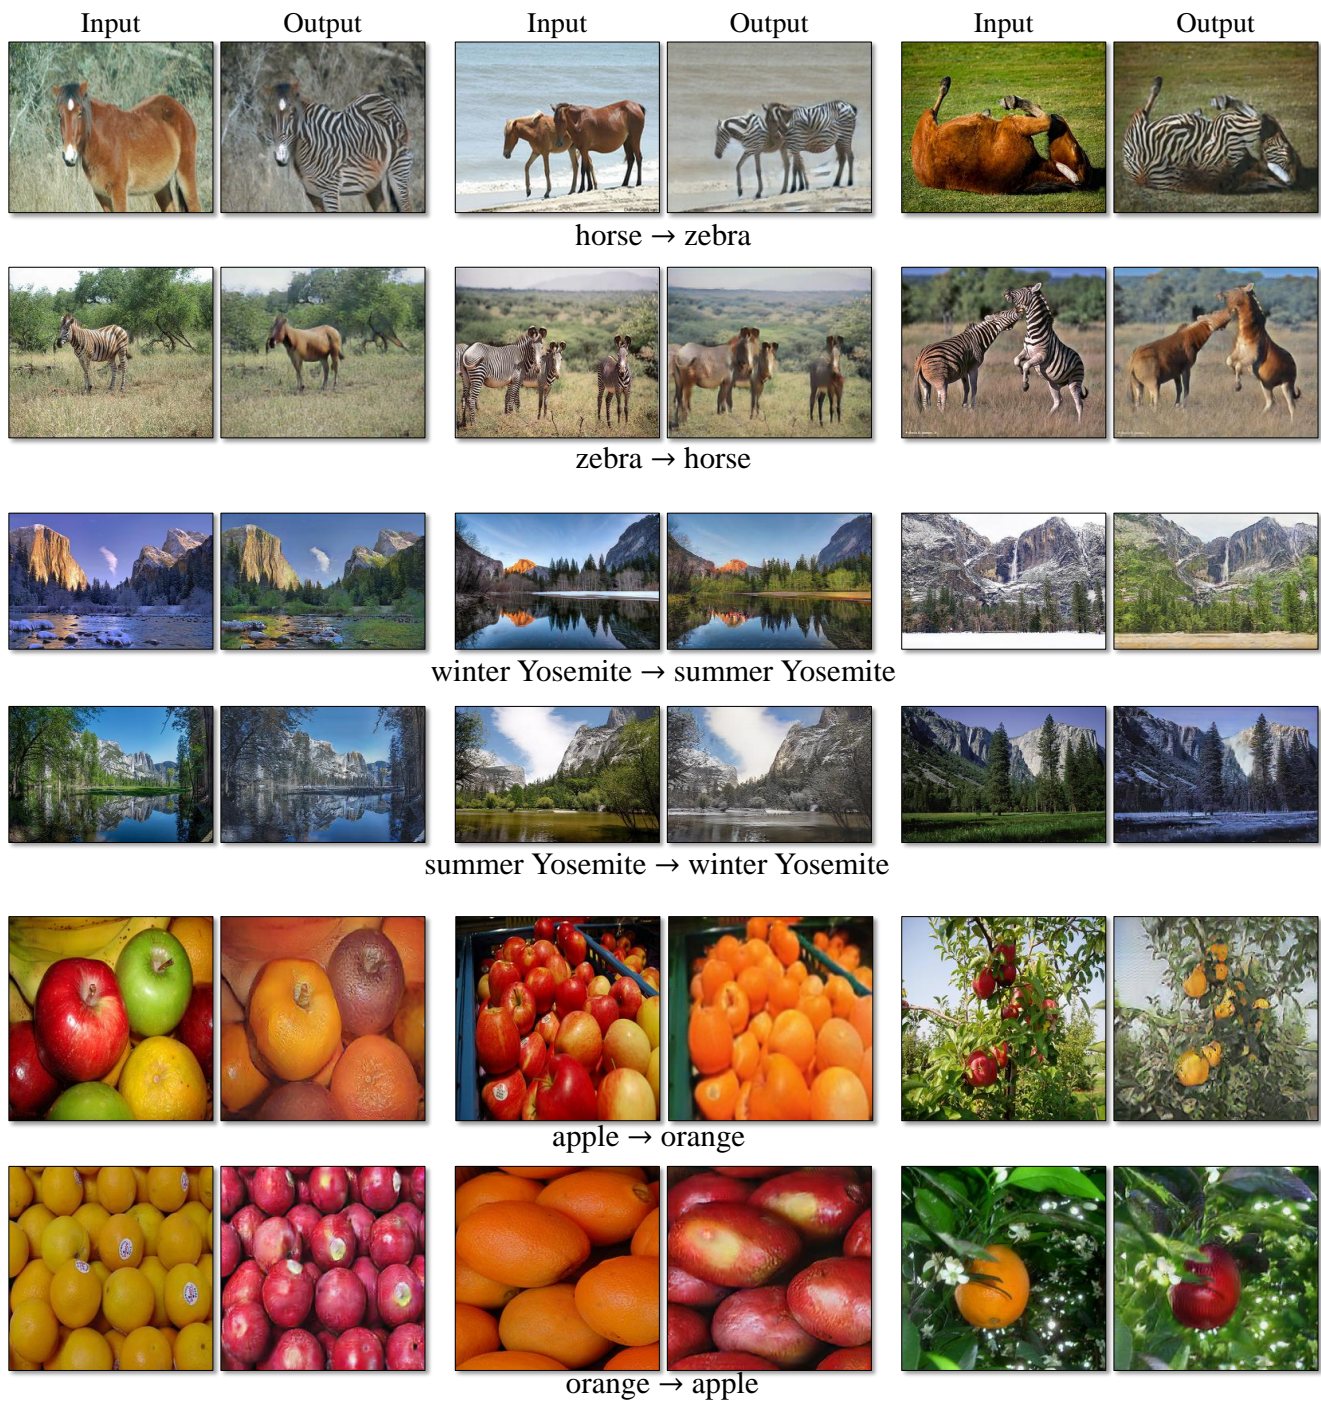 Input Output Input Output Input Output
horse → zebra
zebra → horse
winter Yosemite → summer Yosemite
summer Yosemite → winter Yosemite
apple → orange
orange → apple